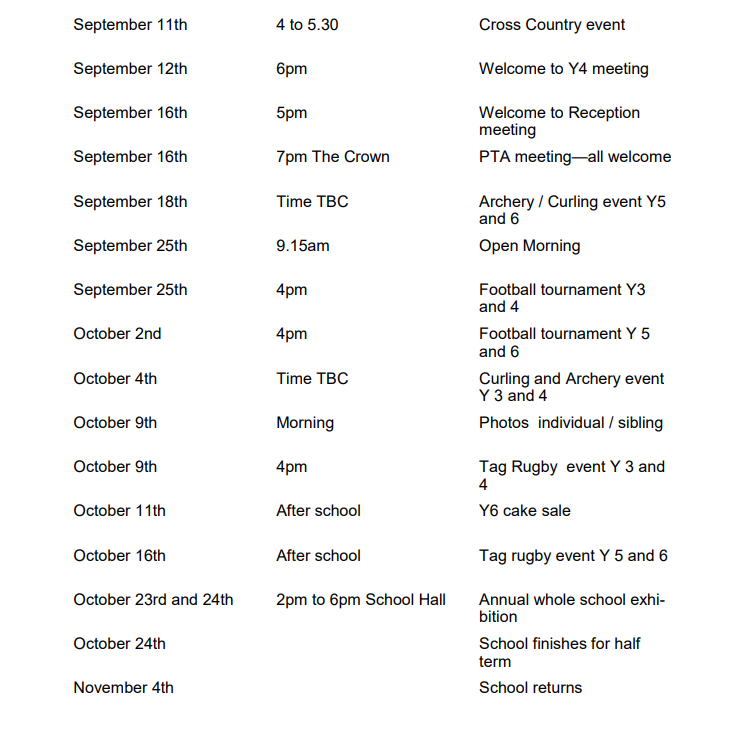 September 11th 4 to 5.30 Cross Country event
September 12th 6pm Welcome to Y4 meeting
September 16th 5pm Welcome to Reception
meeting
September 16th 7pm The Crown PTA meeting—all welcome
September 18th Time TBC Archery / Curling event Y5
and 6
September 25th 9.15am Open Morning
September 25th 4pm Football tournament Y3
and 4
October 2nd 4pm Football tournament Y 5
and 6
October 4th Time TBC Curling and Archery event
Y 3 and 4
October 9th Morning Photos  individual / sibling
October 9th 4pm Tag Rugby  event Y 3 and
4
October 11th After school Y6 cake sale
October 16th After school Tag rugby event Y 5 and 6
October 23rd and 24th 2pm to 6pm School Hall Annual whole school exhi-
bition
October 24th School finishes for half
term
November 4th School returns